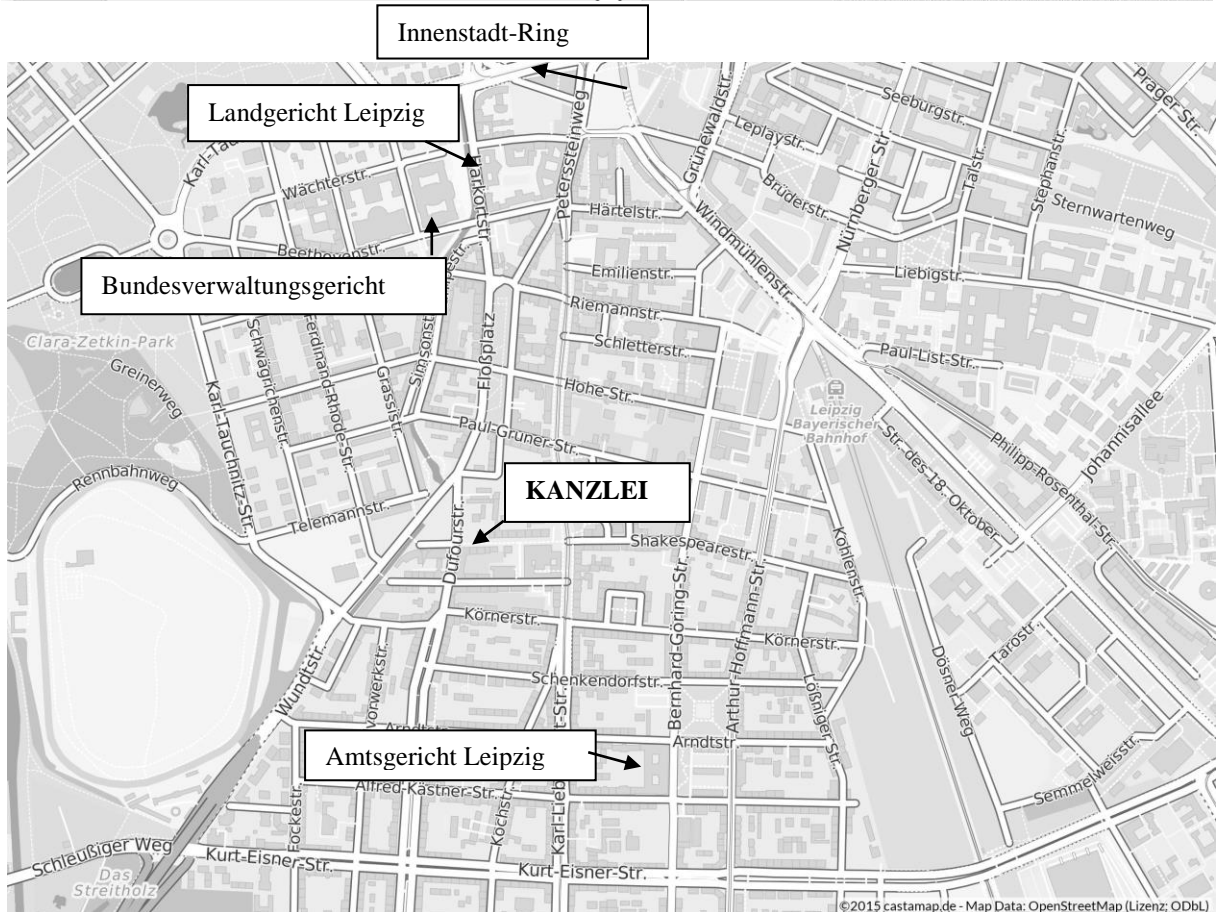 Innenstadt-Ring
Landgericht Leipzig
Bundesverwaltungsgericht
KANZLEI
Amtsgericht Leipzig
Karl-Tau
Wächterstr.
Beethovenstr.
Harkortstr.
Peterssteinweg
Härtelstr.
Emilienstr.
Riemannstr.
Schletterstr.
Hohe Str.
Paul-Gruner-Str.
Windmühlenstr.
Grünewaldstr.
Leplaystr.
Brüderstr.
Seeburgstr.
Nürnberger Str.
Talstr.
Stephanstr.
Prager Str.
Sternwartenweg
Liebigstr.
Paul-List-Str.
Leipzig
Bayerischer
Bahnhof
Str. des 18. Oktober
Philipp-Rosenthal-Str.
Johannisallee
Clara-Zetkin-Park
Greinerweg
Rennbahnweg
Karl-Tauchnitz-Str.
Schwägrichenstr.
Ferdinand-Rhode-Str.
Grassistr.
Simsonstr.
Floßplatz
Telemannstr.
Dufourstr.
Shakespearestr.
Kohlenstr.
Körnerstr.
Körnerstr.
Schenkendorfstr.
Bernhard-Göring-Str.
Arthur-Hoffmann-Str.
Lößniger Str.
Dösner Weg
Tarostr.
Semmelweisstr.
Wundtstr.
Arndtstr.
Arndtstr.
Alfred-Kästner-Str.
Fockestr.
Kochstr.
Karl-Lieb
t-Str.
Schleußiger Weg
Kurt-Eisner-Str.
Kurt-Eisner-Str.
Das
Streitholz
©2015 castamap.de - Map Data: OpenStreetMap (Lizenz: ODbL)